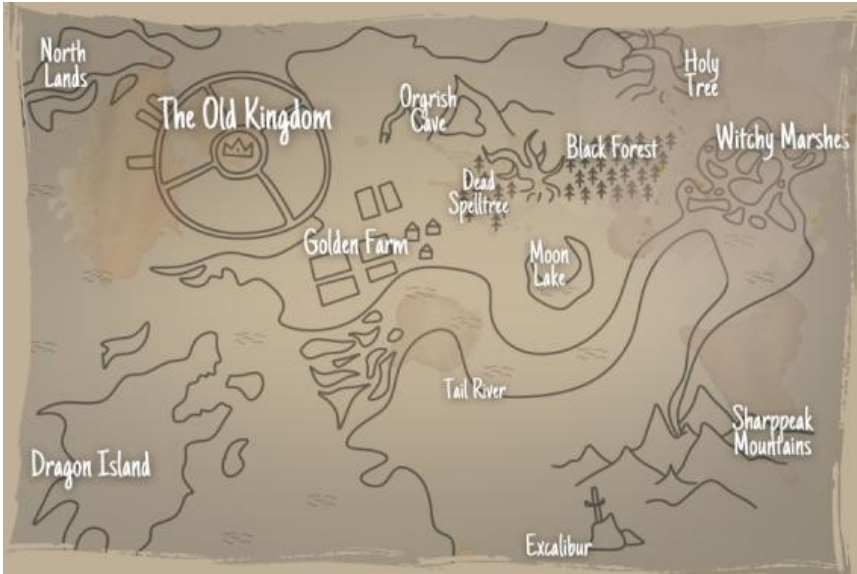 North
Lands
The Old Kingdom
Orgrish
Cave
Holy
Tree
Black Forest
Witchy Marshes
Dead
Spelltree
Golden Farm
Moon
Lake
Tail River
Sharppeak
Mountains
Dragon Island
Excalibur